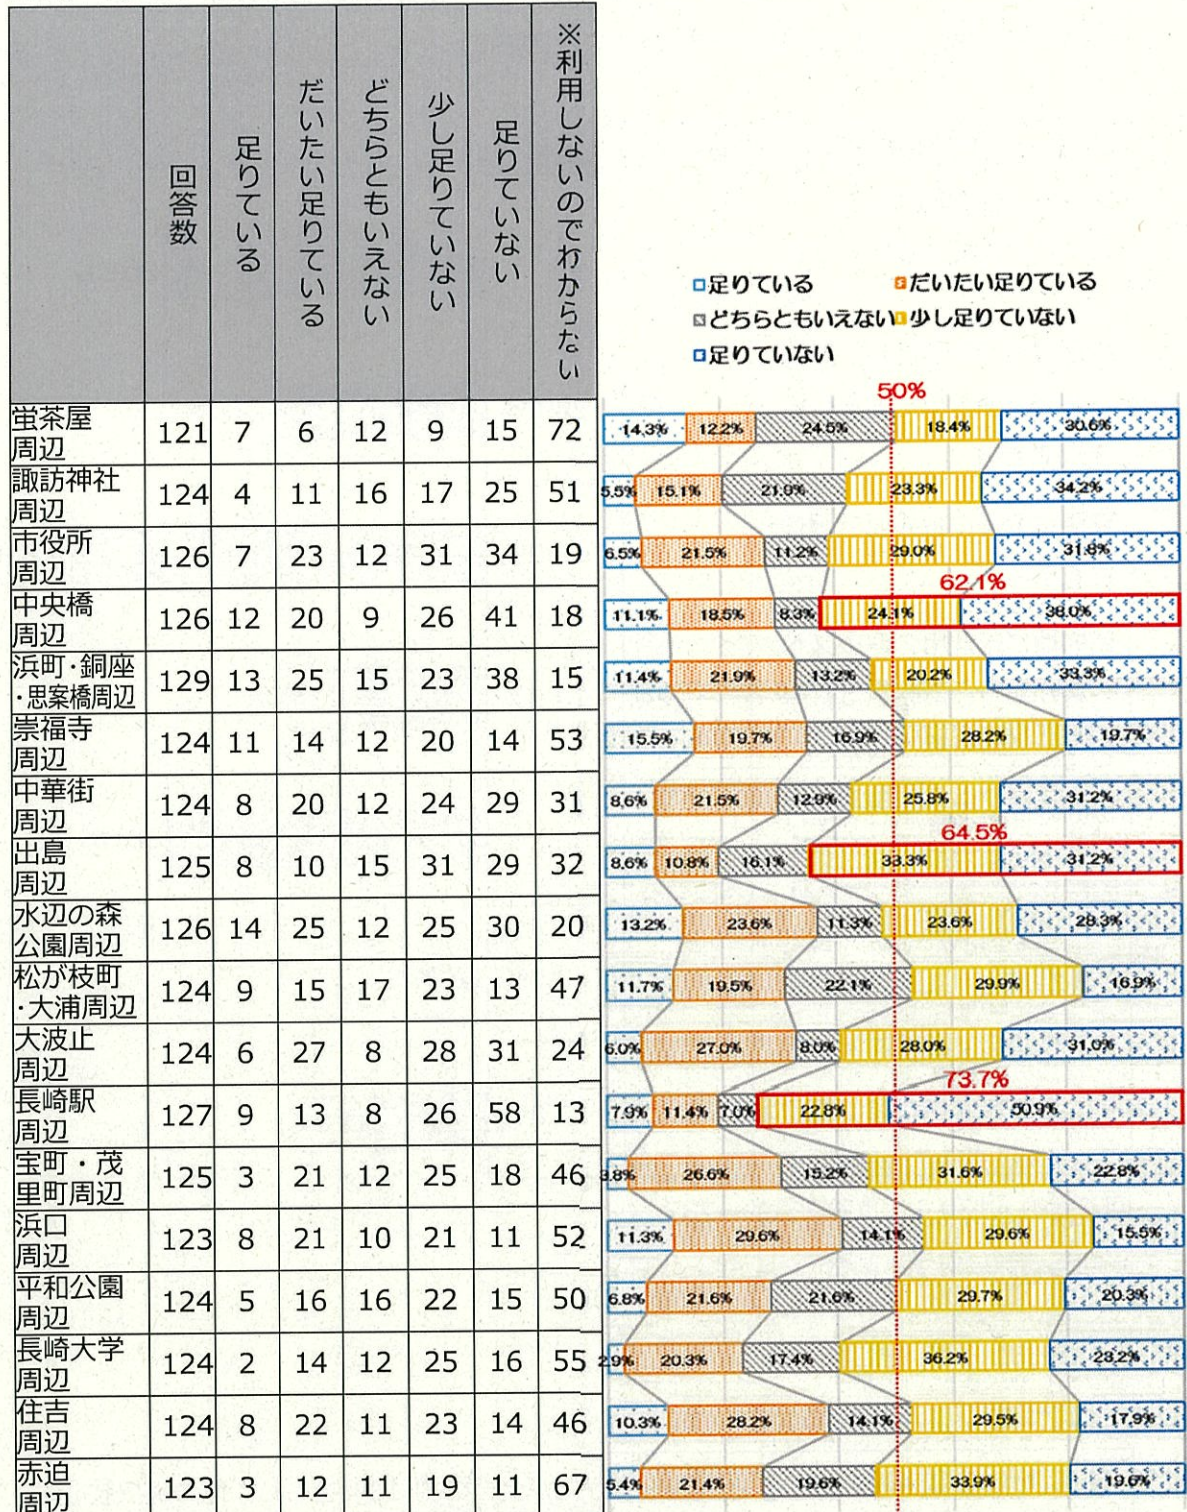 回答数
足りている
だいたい足りている
どちらともいえない
少し足りていない
足りていない
※利用しないのでわからない
足りている だいたい足りている
どちらともいえない 少し足りていない
足りていない
50%
蛍茶屋
周辺
121 7 6 12 9 15 72
14.3% 12.2% 24.5% 18.4% 30.6%
諏訪神社
周辺
124 4 11 16 17 25 51
5.5% 15.1% 21.9% 23.3% 34.2%
市役所
周辺
126 7 23 12 31 34 19
6.5% 21.5% 11.2% 29.0% 31.8%
62.1%
中央橋
周辺
126 12 20 9 26 41 18
11.1% 18.5% 8.3% 24.1% 38.0%
浜町・銅座
・思案橋周辺
129 13 25 15 23 38 15
11.4% 21.9% 13.2% 20.2% 33.3%
崇福寺
周辺
124 11 14 12 20 14 53
15.5% 19.7% 16.9% 28.2% 19.7%
中華街
周辺
124 8 20 12 24 29 31
8.6% 21.5% 12.9% 25.8% 31.2%
64.5%
出島
周辺
125 8 10 15 31 29 32
8.6% 10.8% 16.1% 33.3% 31.2%
水辺の森
公園周辺
126 14 25 12 25 30 20
13.2% 23.6% 11.3% 23.6% 28.3%
松が枝町
・大浦周辺
124 9 15 17 23 13 47
11.7% 19.5% 22.1% 29.9% 16.9%
大波止
周辺
124 6 27 8 28 31 24
6.0% 27.0% 8.0% 28.0% 31.0%
73.7%
長崎駅
周辺
127 9 13 8 26 58 13
7.9% 11.4% 7.0% 22.8% 50.9%
宝町・茂
里町周辺
125 3 21 12 25 18 46
3.8% 26.6% 15.2% 31.6% 22.8%
浜口
周辺
123 8 21 10 21 11 52
11.3% 29.6% 14.1% 29.6% 15.5%
平和公園
周辺
124 5 16 16 22 15 50
6.8% 21.6% 21.6% 29.7% 20.3%
長崎大学
周辺
124 2 14 12 25 16 55
2.9% 20.3% 17.4% 36.2% 23.2%
住吉
周辺
124 8 22 11 23 14 46
10.3% 28.2% 14.1% 29.5% 17.9%
赤迫
周辺
123 3 12 11 19 11 67
5.4% 21.4% 19.6% 33.9% 19.6%